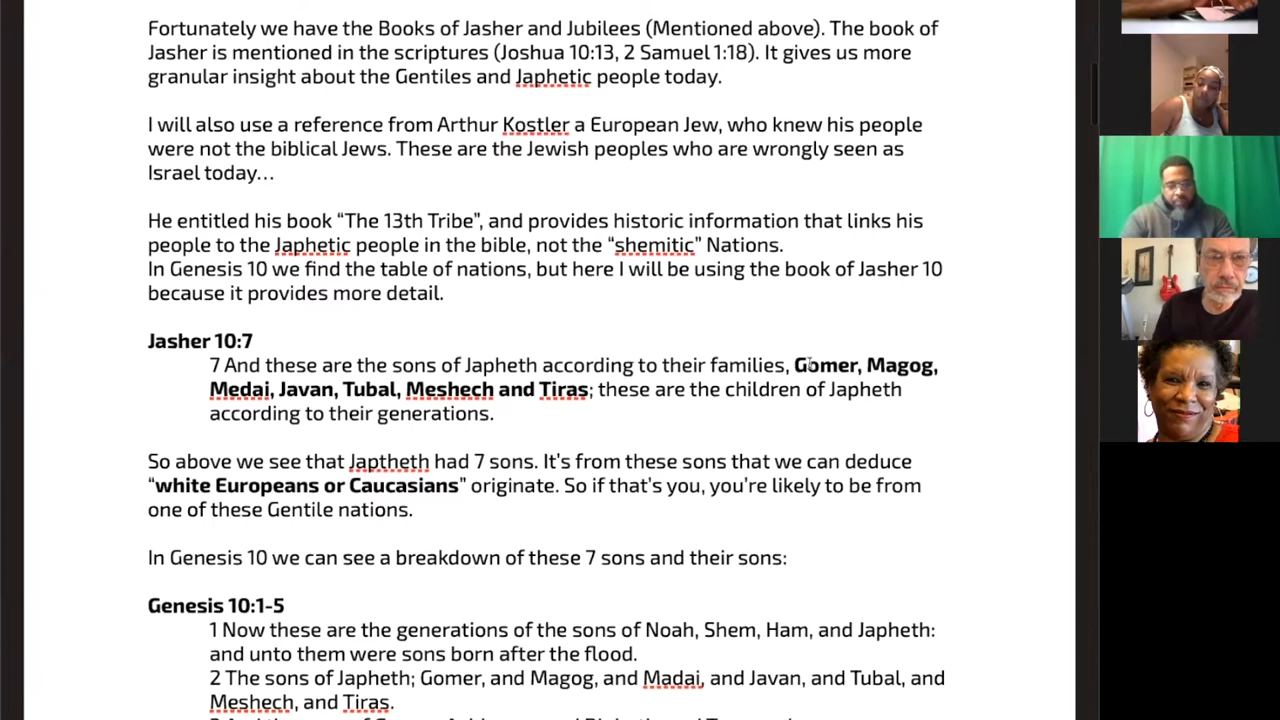 Fortunately we have the Books of Jasher and Jubilees (Mentioned above). The book of
Jasher is mentioned in the scriptures (Joshua 10:13, 2 Samuel 1:18). It gives us more
granular insight about the Gentiles and Japhetic people today.
I will also use a reference from Arthur Kostler a European Jew, who knew his people
were not the biblical Jews. These are the Jewish peoples who are wrongly seen as
Israel today…
He entitled his book “The 13th Tribe”, and provides historic information that links his
people to the Japhetic people in the bible, not the “shemitic” Nations.
In Genesis 10 we find the table of nations, but here I will be using the book of Jasher 10
because it provides more detail.
Jasher 10:7
7 And these are the sons of Japheth according to their families, Gomer, Magog,
Medai, Javan, Tubal, Meshech and Tiras; these are the children of Japheth
according to their generations.
So above we see that Japtheth had 7 sons. It's from these sons that we can deduce
“white Europeans or Caucasians” originate. So if that's you, you're likely to be from
one of these Gentile nations.
In Genesis 10 we can see a breakdown of these 7 sons and their sons:
Genesis 10:1-5
1 Now these are the generations of the sons of Noah, Shem, Ham, and Japheth:
and unto them were sons born after the flood.
2 The sons of Japheth; Gomer, and Magog, and Madai, and Javan, and Tubal, and
Meshech, and Tiras.